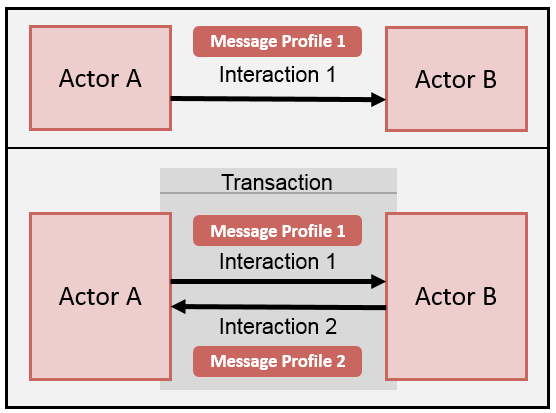 Message Profile 1
Actor A
Interaction 1
Actor B
Transaction
Message Profile 1
Interaction 1
Actor A
Actor B
Interaction 2
Message Profile 2